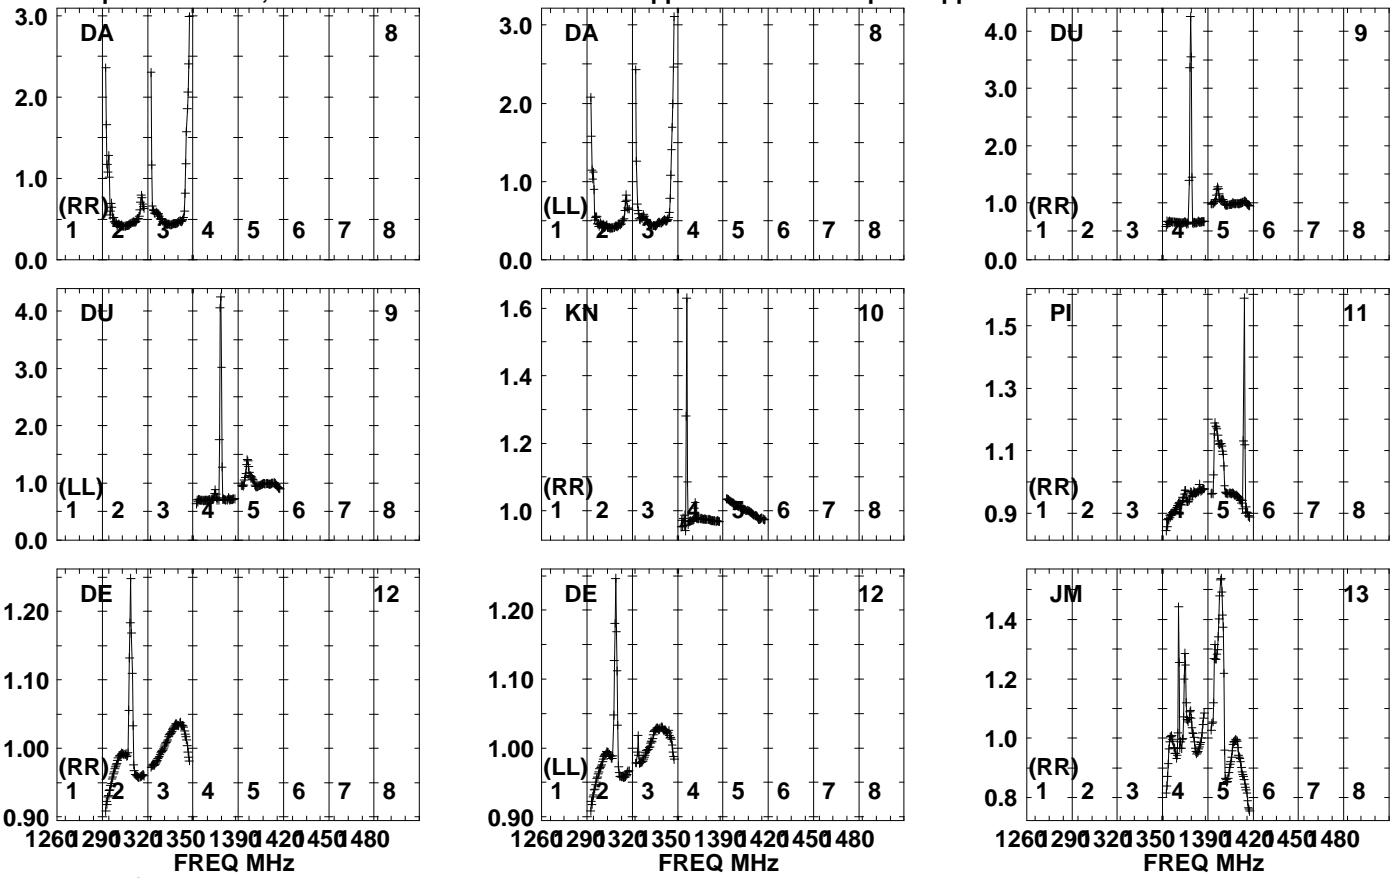 3.0 DA 8
2.0
1.0
(RR)
1 2 3 4 5 6 7 8
0.0
3.0 DA 8
2.0
1.0
(LL)
1 2 3 4 5 6 7 8
0.0
4.0 DU 9
3.0
2.0
1.0 (RR)
1 2 3 4 5 6 7 8
0.0
4.0 DU 9
3.0
2.0
1.0 (LL)
1 2 3 4 5 6 7 8
0.0
1.6 KN 10
1.4
1.2
(RR)
1.0 1 2 3 4 5 6 7 8
1.5 PI 11
1.3
1.1
(RR)
0.9 1 2 3 4 5 6 7 8
1.20 DE 12
1.10
1.00
(RR)
1 2 3 4 5 6 7 8
0.90
1260 1290 1320 1350 1390 1420 1450 1480
FREQ MHz
1.20 DE 12
1.10
1.00
(LL)
1 2 3 4 5 6 7 8
0.90
1260 1290 1320 1350 1390 1420 1450 1480
FREQ MHz
1.4 JM 13
1.2
1.0
(RR)
0.8 1 2 3 4 5 6 7 8
1260 1290 1320 1350 1390 1420 1450 1480
FREQ MHz